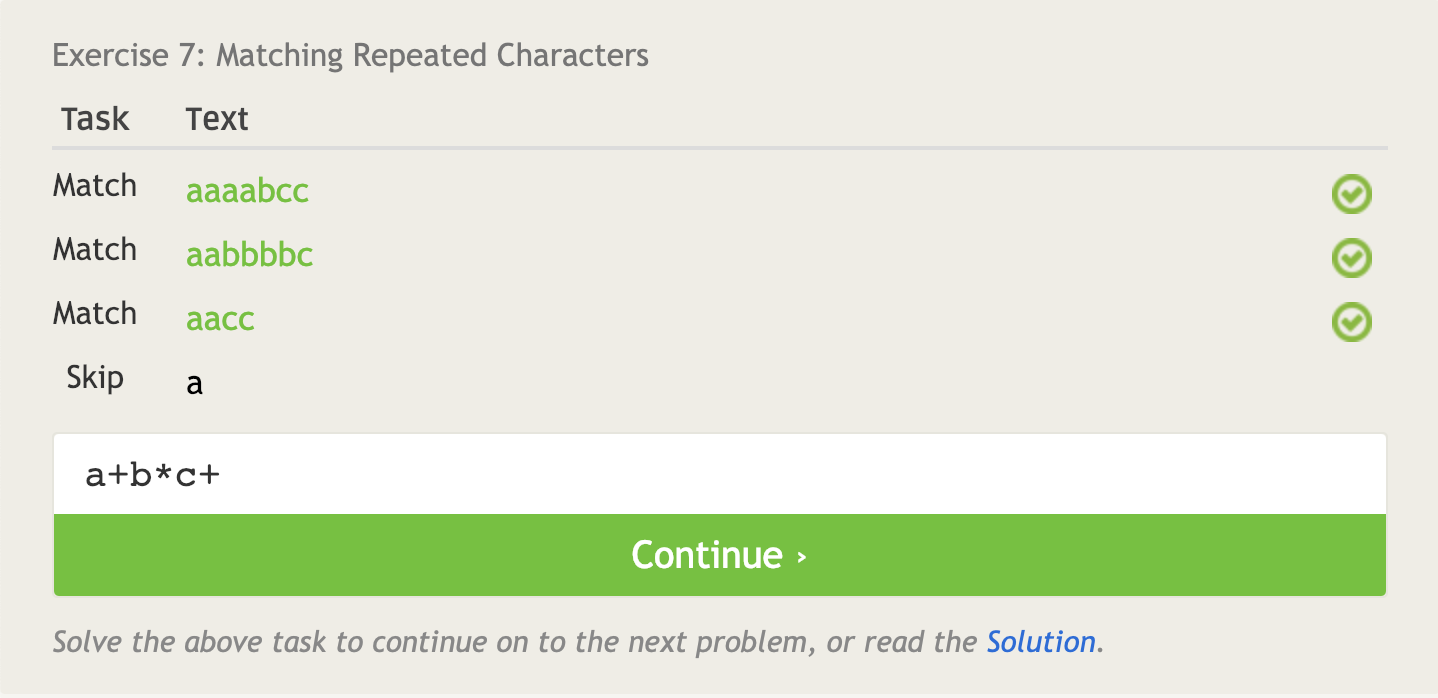 Exercise 7: Matching Repeated Characters
Task Text
Match aaaabcc
Match aabbbbc
Match aacc
Skip a
a+b*c+
Continue ›
Solve the above task to continue on to the next problem, or read the Solution.